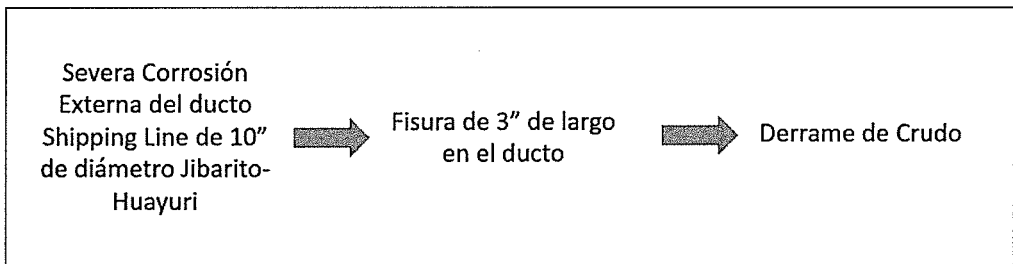 Severa Corrosión
Externa del ducto
Shipping Line de 10”
de diámetro Jibarito-
Huayuri
Fisura de 3” de largo
en el ducto
Derrame de Crudo